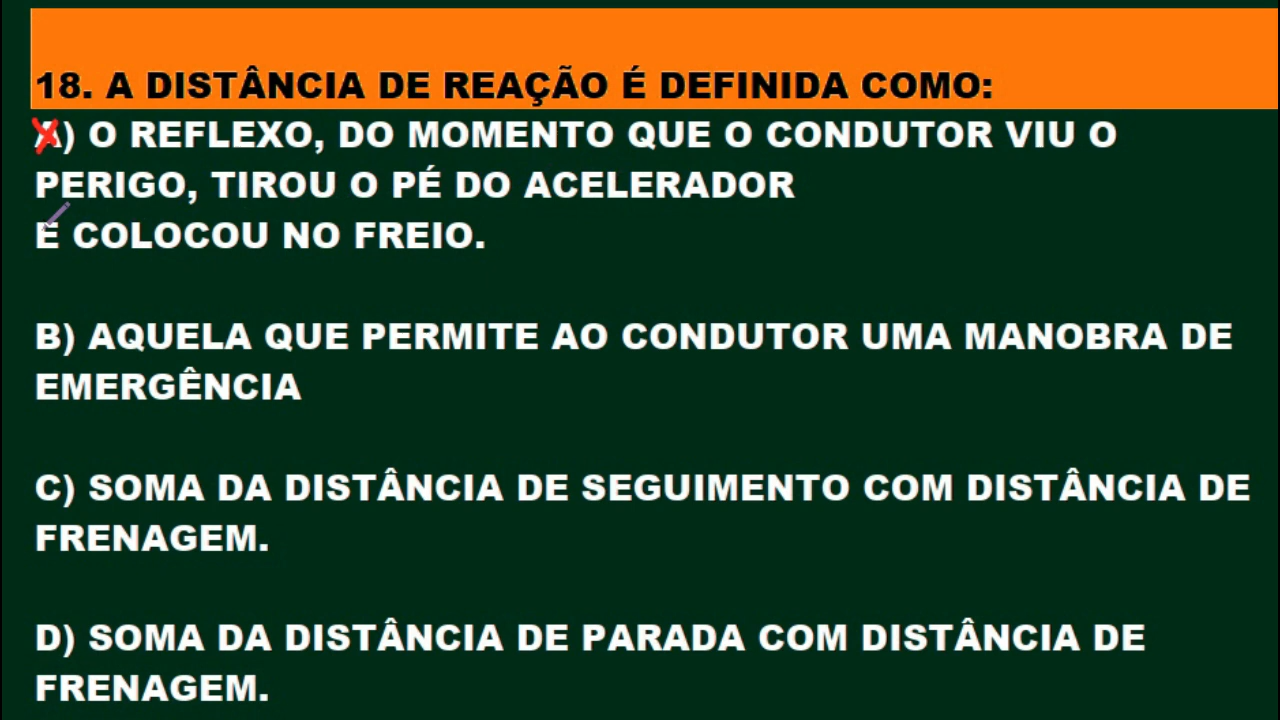 18. A DISTÂNCIA DE REAÇÃO É DEFINIDA COMO:
A) O REFLEXO, DO MOMENTO QUE O CONDUTOR VIU O
PERIGO, TIROU O PÉ DO ACELERADOR
E COLOCOU NO FREIO.
B) AQUELA QUE PERMITE AO CONDUTOR UMA MANOBRA DE
EMERGÊNCIA
C) SOMA DA DISTÂNCIA DE SEGUIMENTO COM DISTÂNCIA DE
FRENAGEM.
D) SOMA DA DISTÂNCIA DE PARADA COM DISTÂNCIA DE
FRENAGEM.